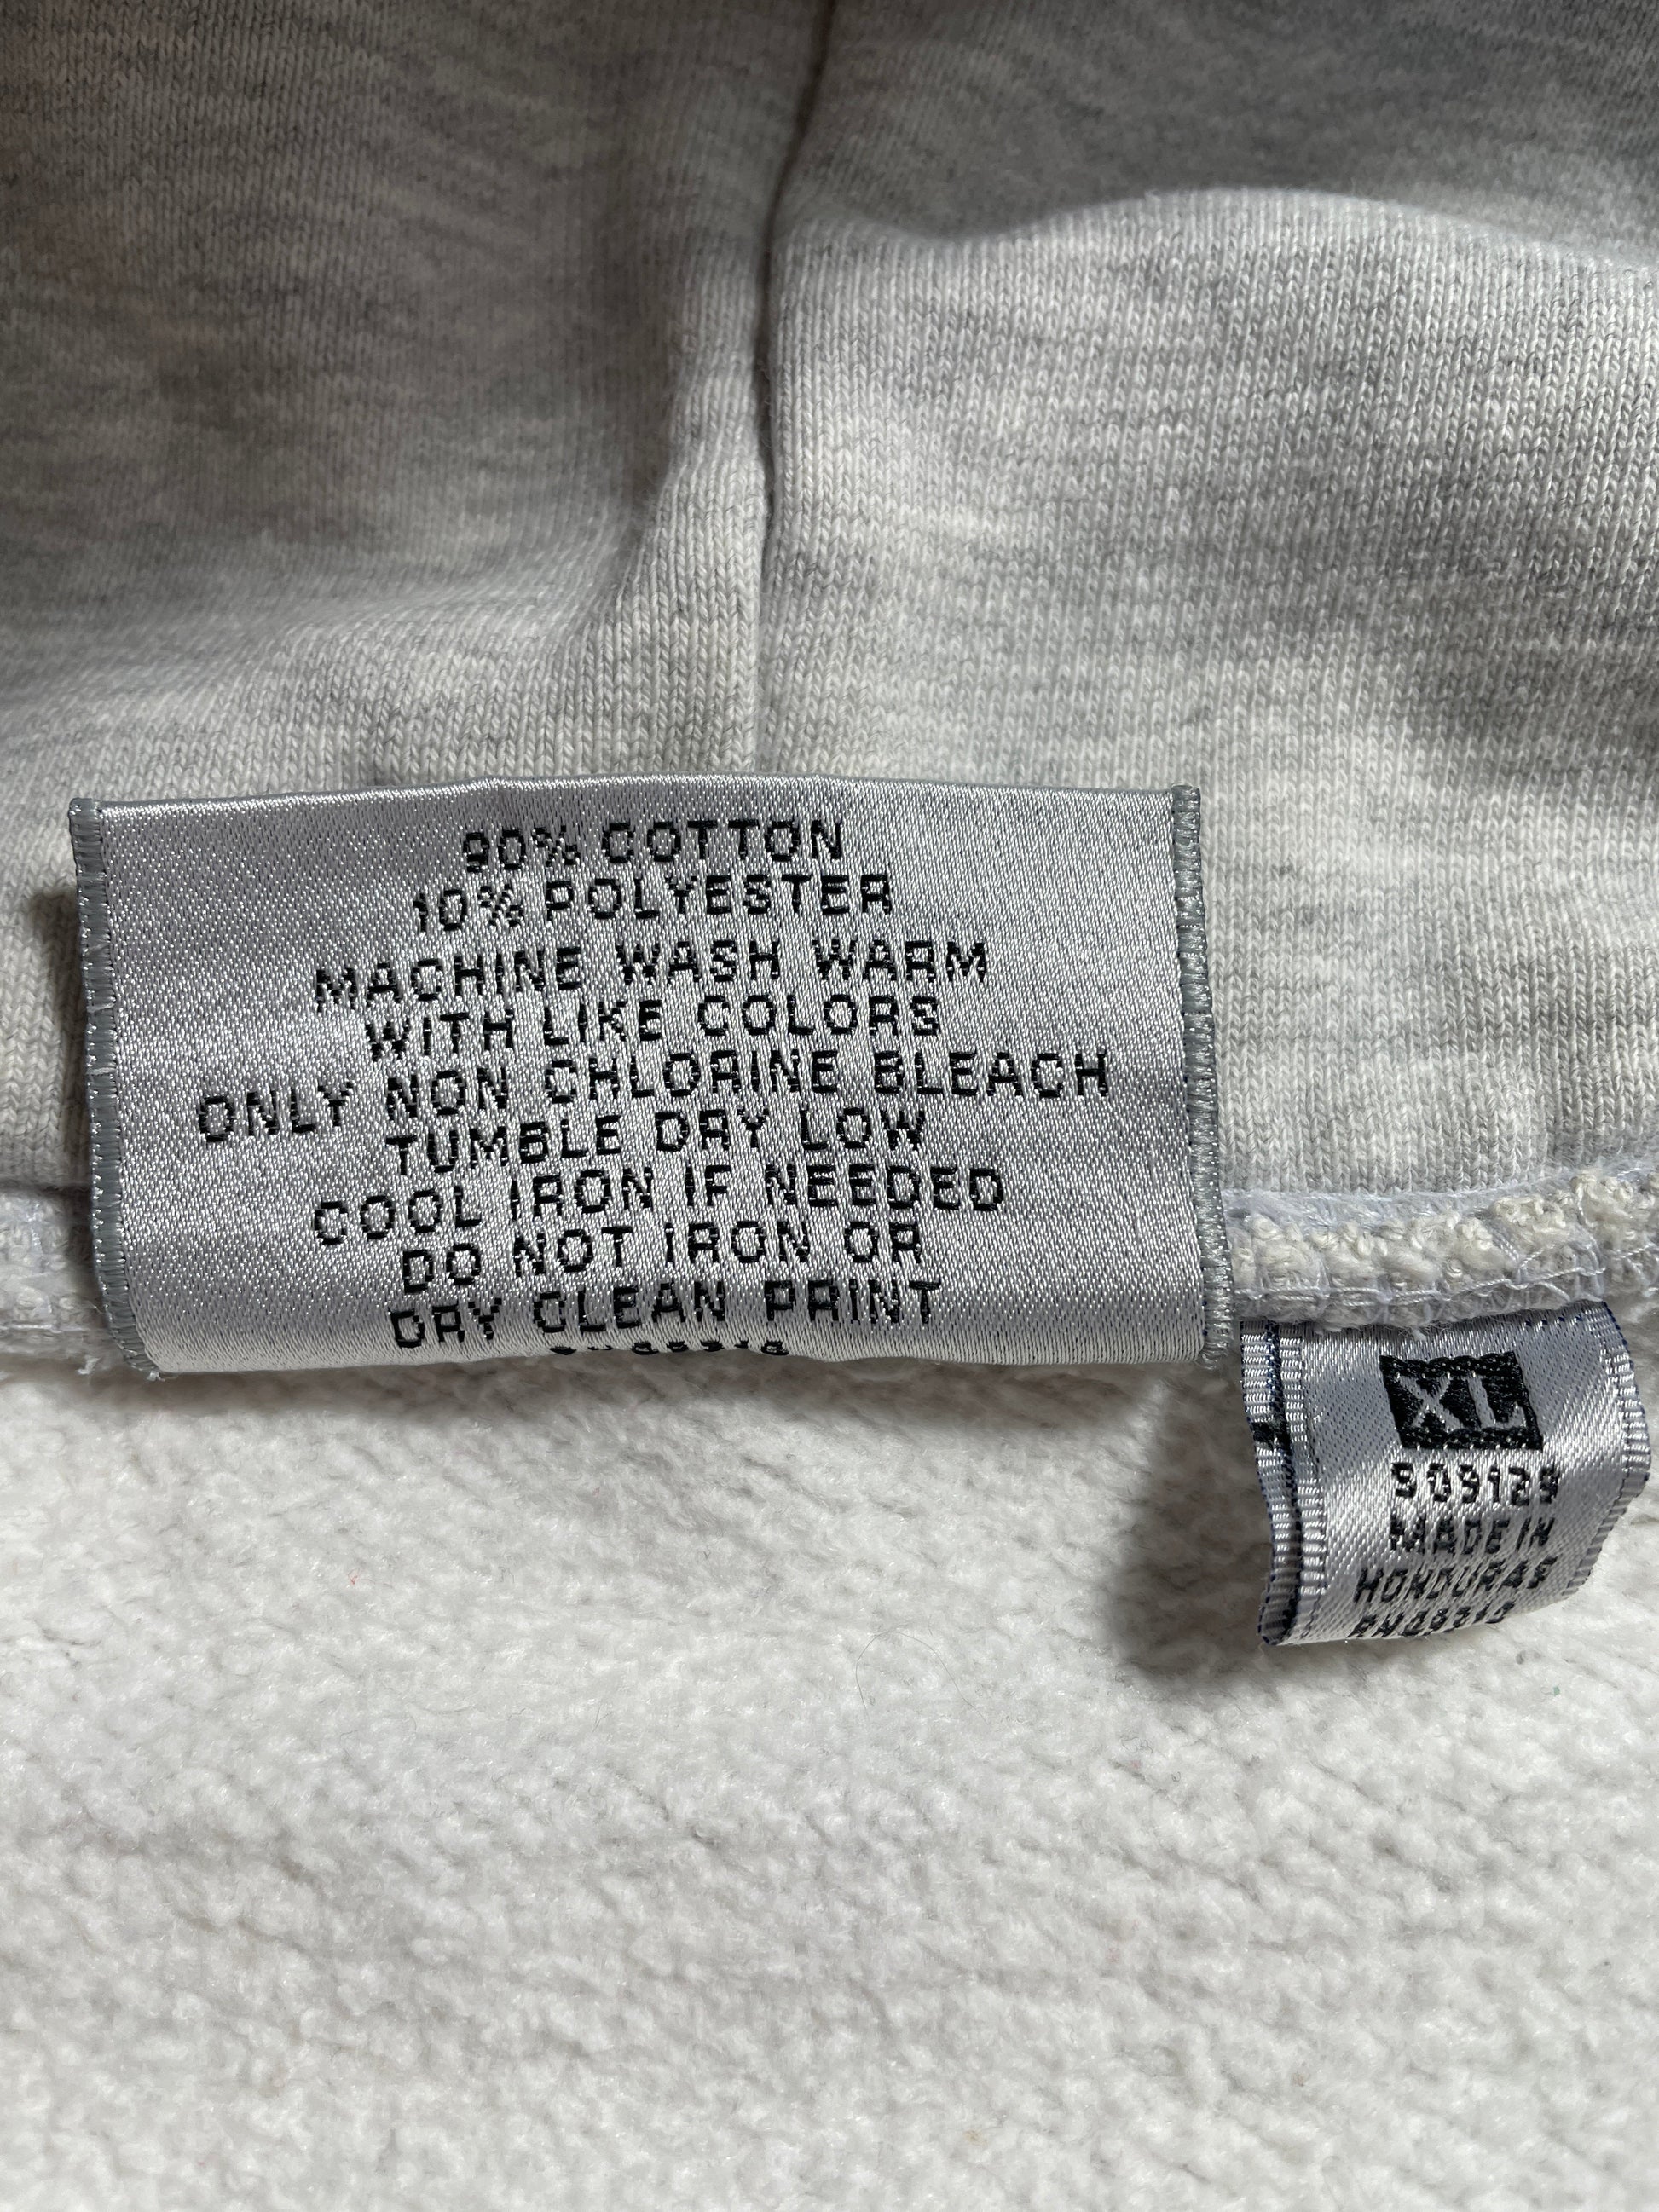 90% COTTON
10% POLYESTER
MACHINE WASH WARM
WITH LIKE COLORS
ONLY NON CHLORINE BLEACH
TUMBLE DRY LOW
COOL IRON IF NEEDED
DO NOT IRON OR
DRY CLEAN PRINT
XL
S09129
MADE IN
HONDURAS